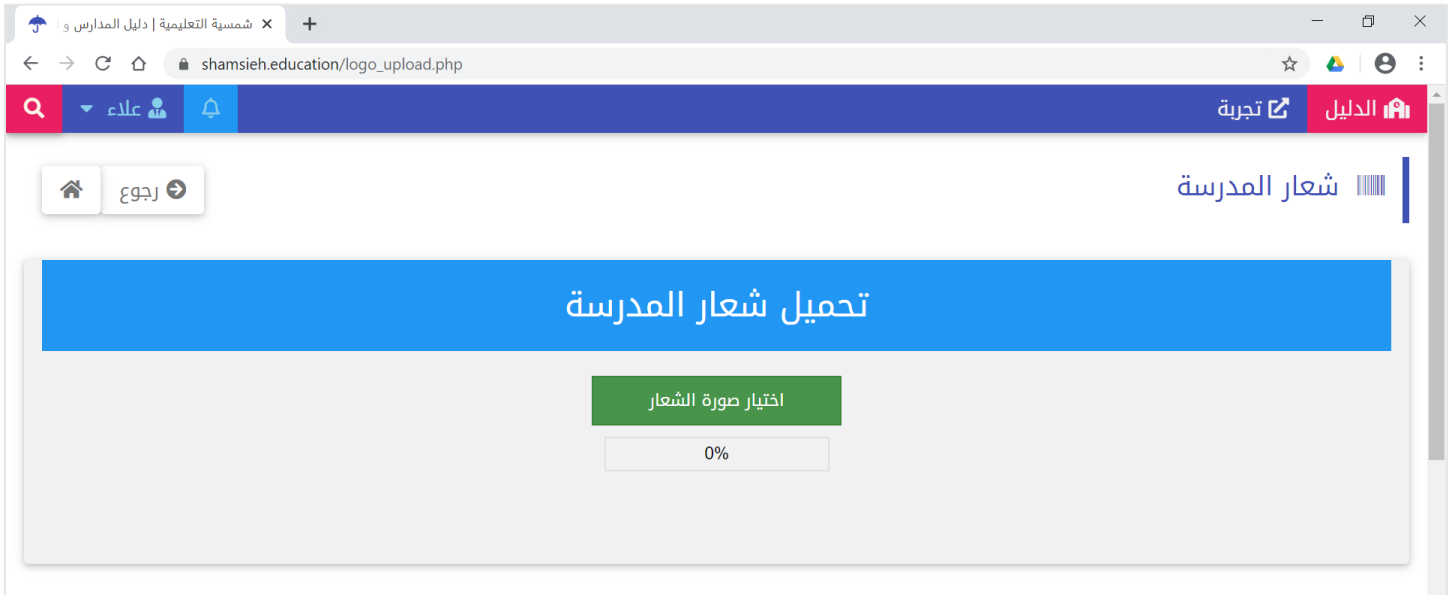 شمسية التعليمية | دليل المدارس و
shamsieh.education/logo_upload.php
الدليل
تجربة
علاء
شعار المدرسة
رجوع
تحميل شعار المدرسة
اختيار صورة الشعار
0%